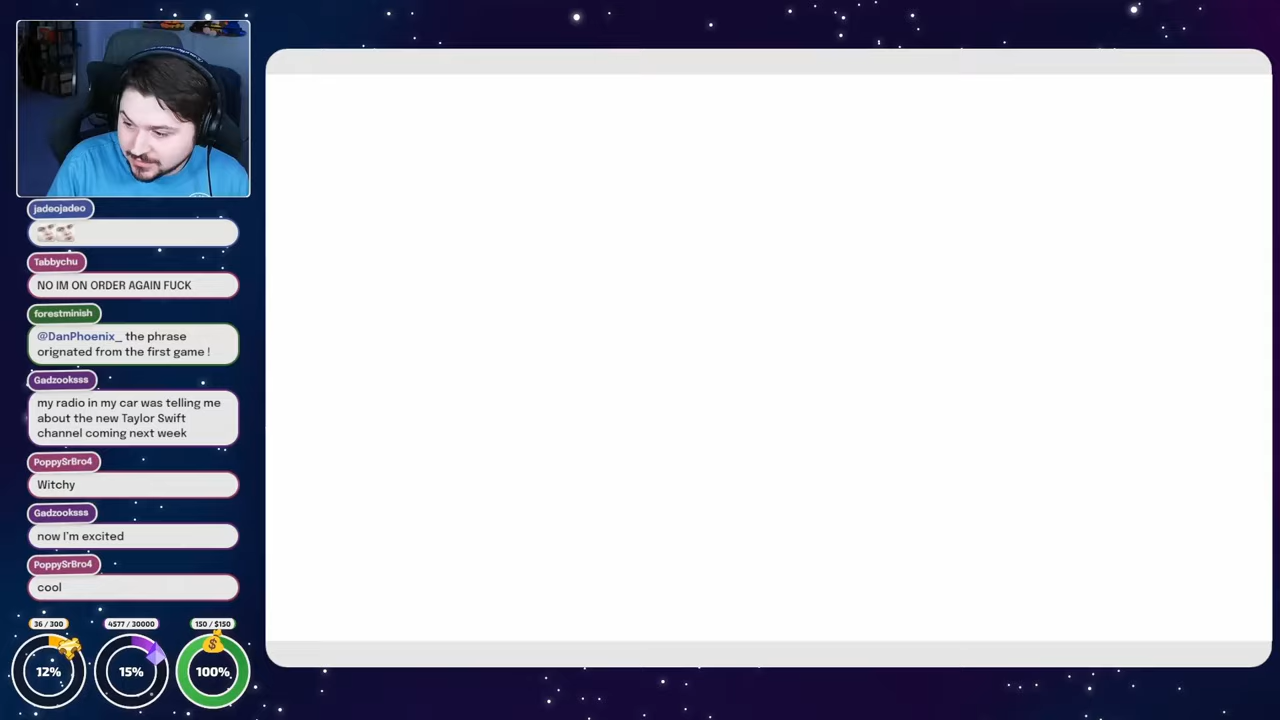 jadeojadeo
Tabbychu
NO IM ON ORDER AGAIN FUCK
forestminish
@DanPhoenix_ the phrase
orignated from the first game !
Gadzooksss
my radio in my car was telling me
about the new Taylor Swift
channel coming next week
PoppySrBro4
Witchy
Gadzooksss
now I'm excited
PoppySrBro4
cool
36 / 300
4577 / 30000
150 / $150
12%
15%
100%